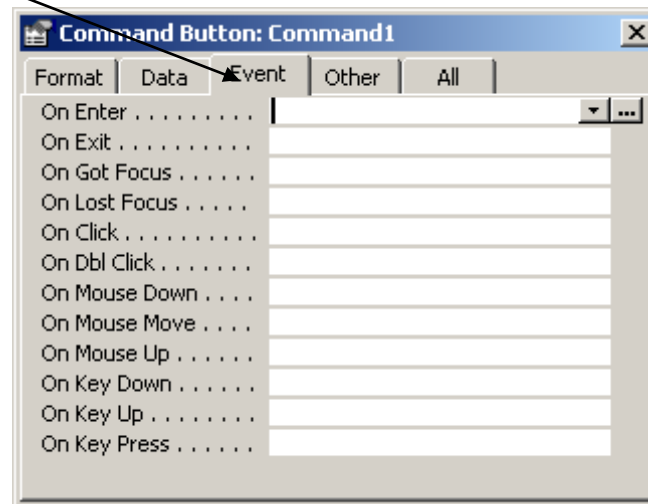 Command Button: Command1
Format Data Event Other All
On Enter . . . . . . . . .
On Exit . . . . . . . . . .
On Got Focus . . . . . .
On Lost Focus . . . . .
On Click . . . . . . . . . .
On Dbl Click . . . . . . .
On Mouse Down . . . .
On Mouse Move . . . .
On Mouse Up . . . . . .
On Key Down . . . . . .
On Key Up . . . . . . . .
On Key Press . . . . . .